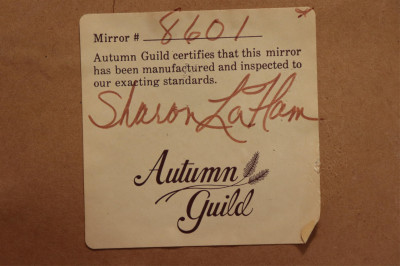 Mirror # 8601
Autumn Guild certifies that this mirror
has been manufactured and inspected to
our exacting standards.
Sharon LaHam
Autumn
Guild